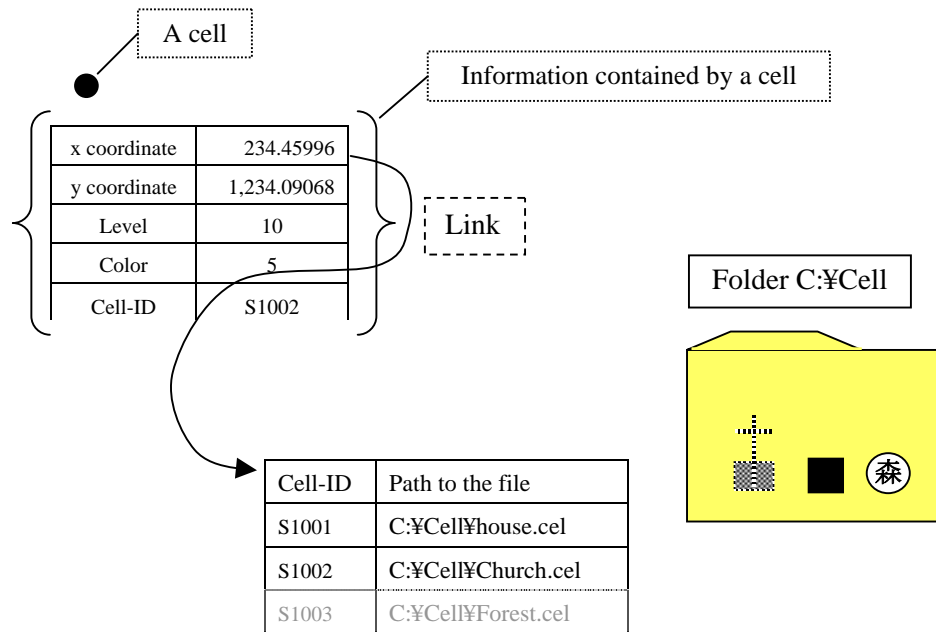 A cell
Information contained by a cell
x coordinate 234.45996
y coordinate 1,234.09068
Level 10
Color 5
Cell-ID S1002
Link
Folder C:¥Cell
森
Cell-ID Path to the file
S1001 C:¥Cell¥house.cel
S1002 C:¥Cell¥Church.cel
S1003 C:¥Cell¥Forest.cel